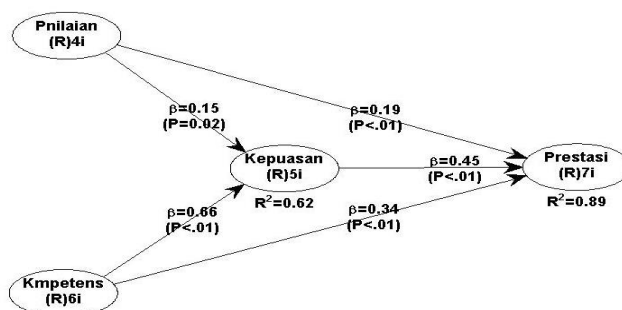 Pnilaian
(R)4i
β=0.15
(P=0.02)
β=0.19
(P<.01)
Kepuasan
(R)5i
R²=0.62
β=0.45
(P<.01)
Prestasi
(R)7i
R²=0.89
β=0.66
(P<.01)
β=0.34
(P<.01)
Kmpetens
(R)6i